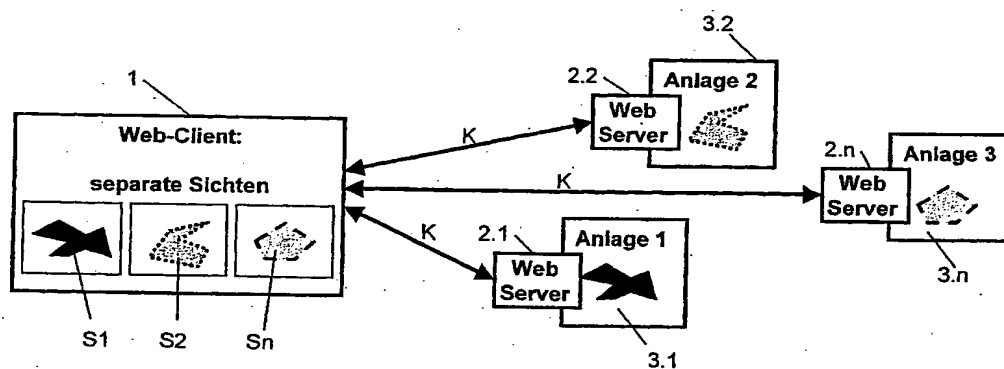 3.2
1
2.2
Anlage 2
Web
Server
Web-Client:
K
2.n
Anlage 3
separate Sichten
K
Web
Server
K
2.1
Anlage 1
Web
Server
3.n
S1
S2
Sn
3.1